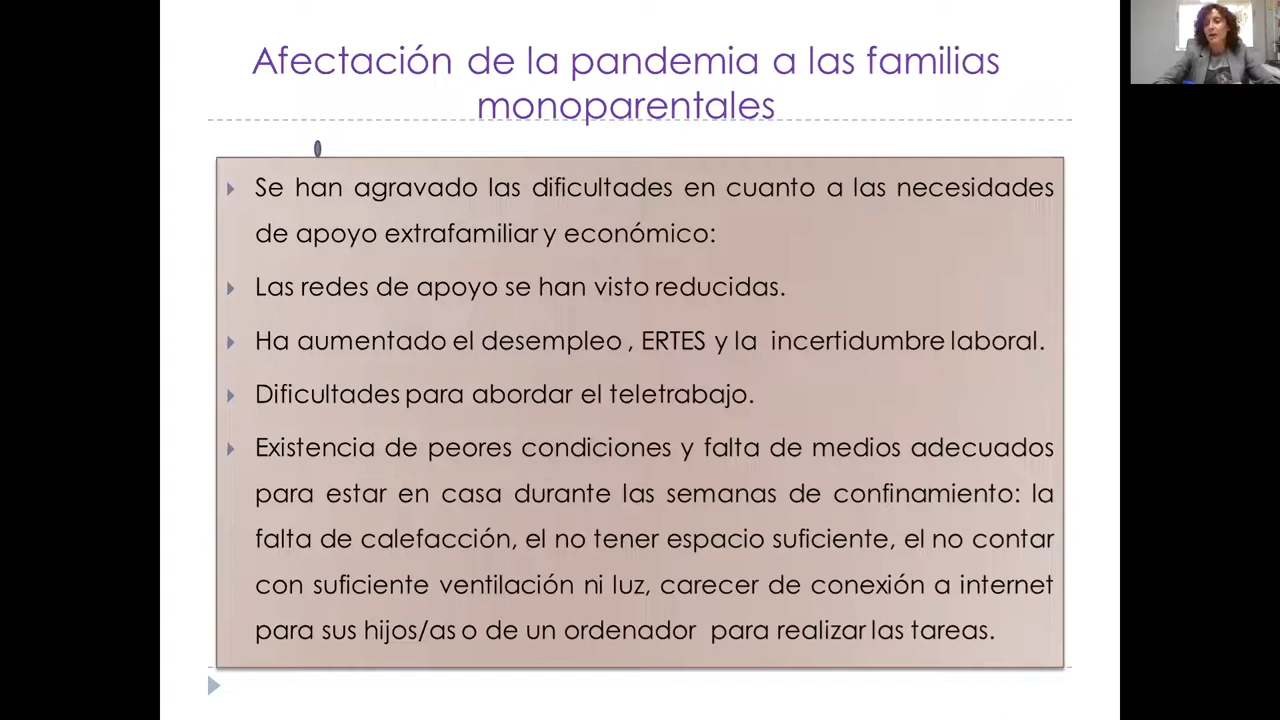 Afectación de la pandemia a las familias
monoparentales
Se han agravado las dificultades en cuanto a las necesidades
de apoyo extrafamiliar y económico:
Las redes de apoyo se han visto reducidas.
Ha aumentado el desempleo , ERTES y la incertidumbre laboral.
Dificultades para abordar el teletrabajo.
Existencia de peores condiciones y falta de medios adecuados
para estar en casa durante las semanas de confinamiento: la
falta de calefacción, el no tener espacio suficiente, el no contar
con suficiente ventilación ni luz, carecer de conexión a internet
para sus hijos/as o de un ordenador para realizar las tareas.